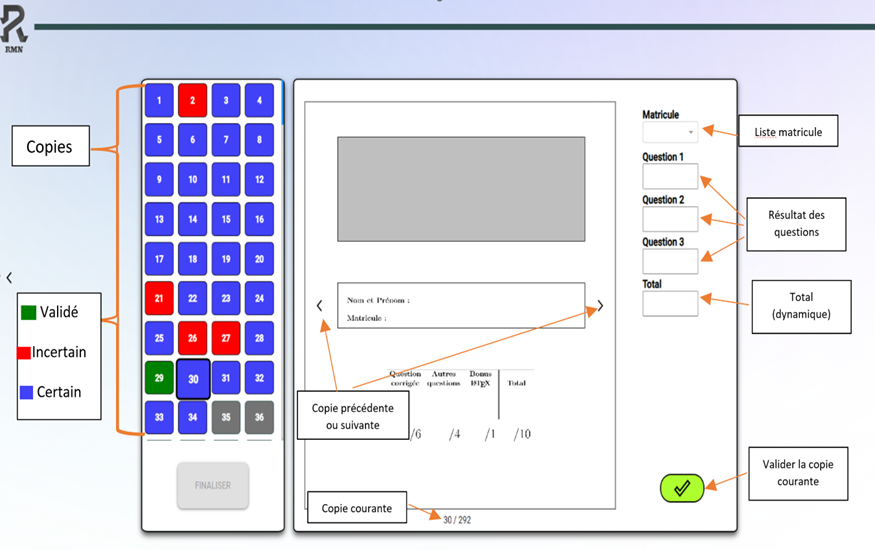 RMN
Copies
1 2 3 4
5 6 7 8
9 10 11 12
13 14 15 16
17 18 19 20
21 22 23 24
25 26 27 28
29 30 31 32
33 34 35 36
Validé
Incertain
Certain
FINALISER
Nom et Prénom :
Matricule :
Question Autres Bonus
corrigée questions LATEX Total
/6 /4 /1 /10
Copie précédente
ou suivante
Copie courante
30 / 292
Matricule
Question 1
Question 2
Question 3
Total
Liste matricule
Résultat des
questions
Total
(dynamique)
Valider la copie
courante